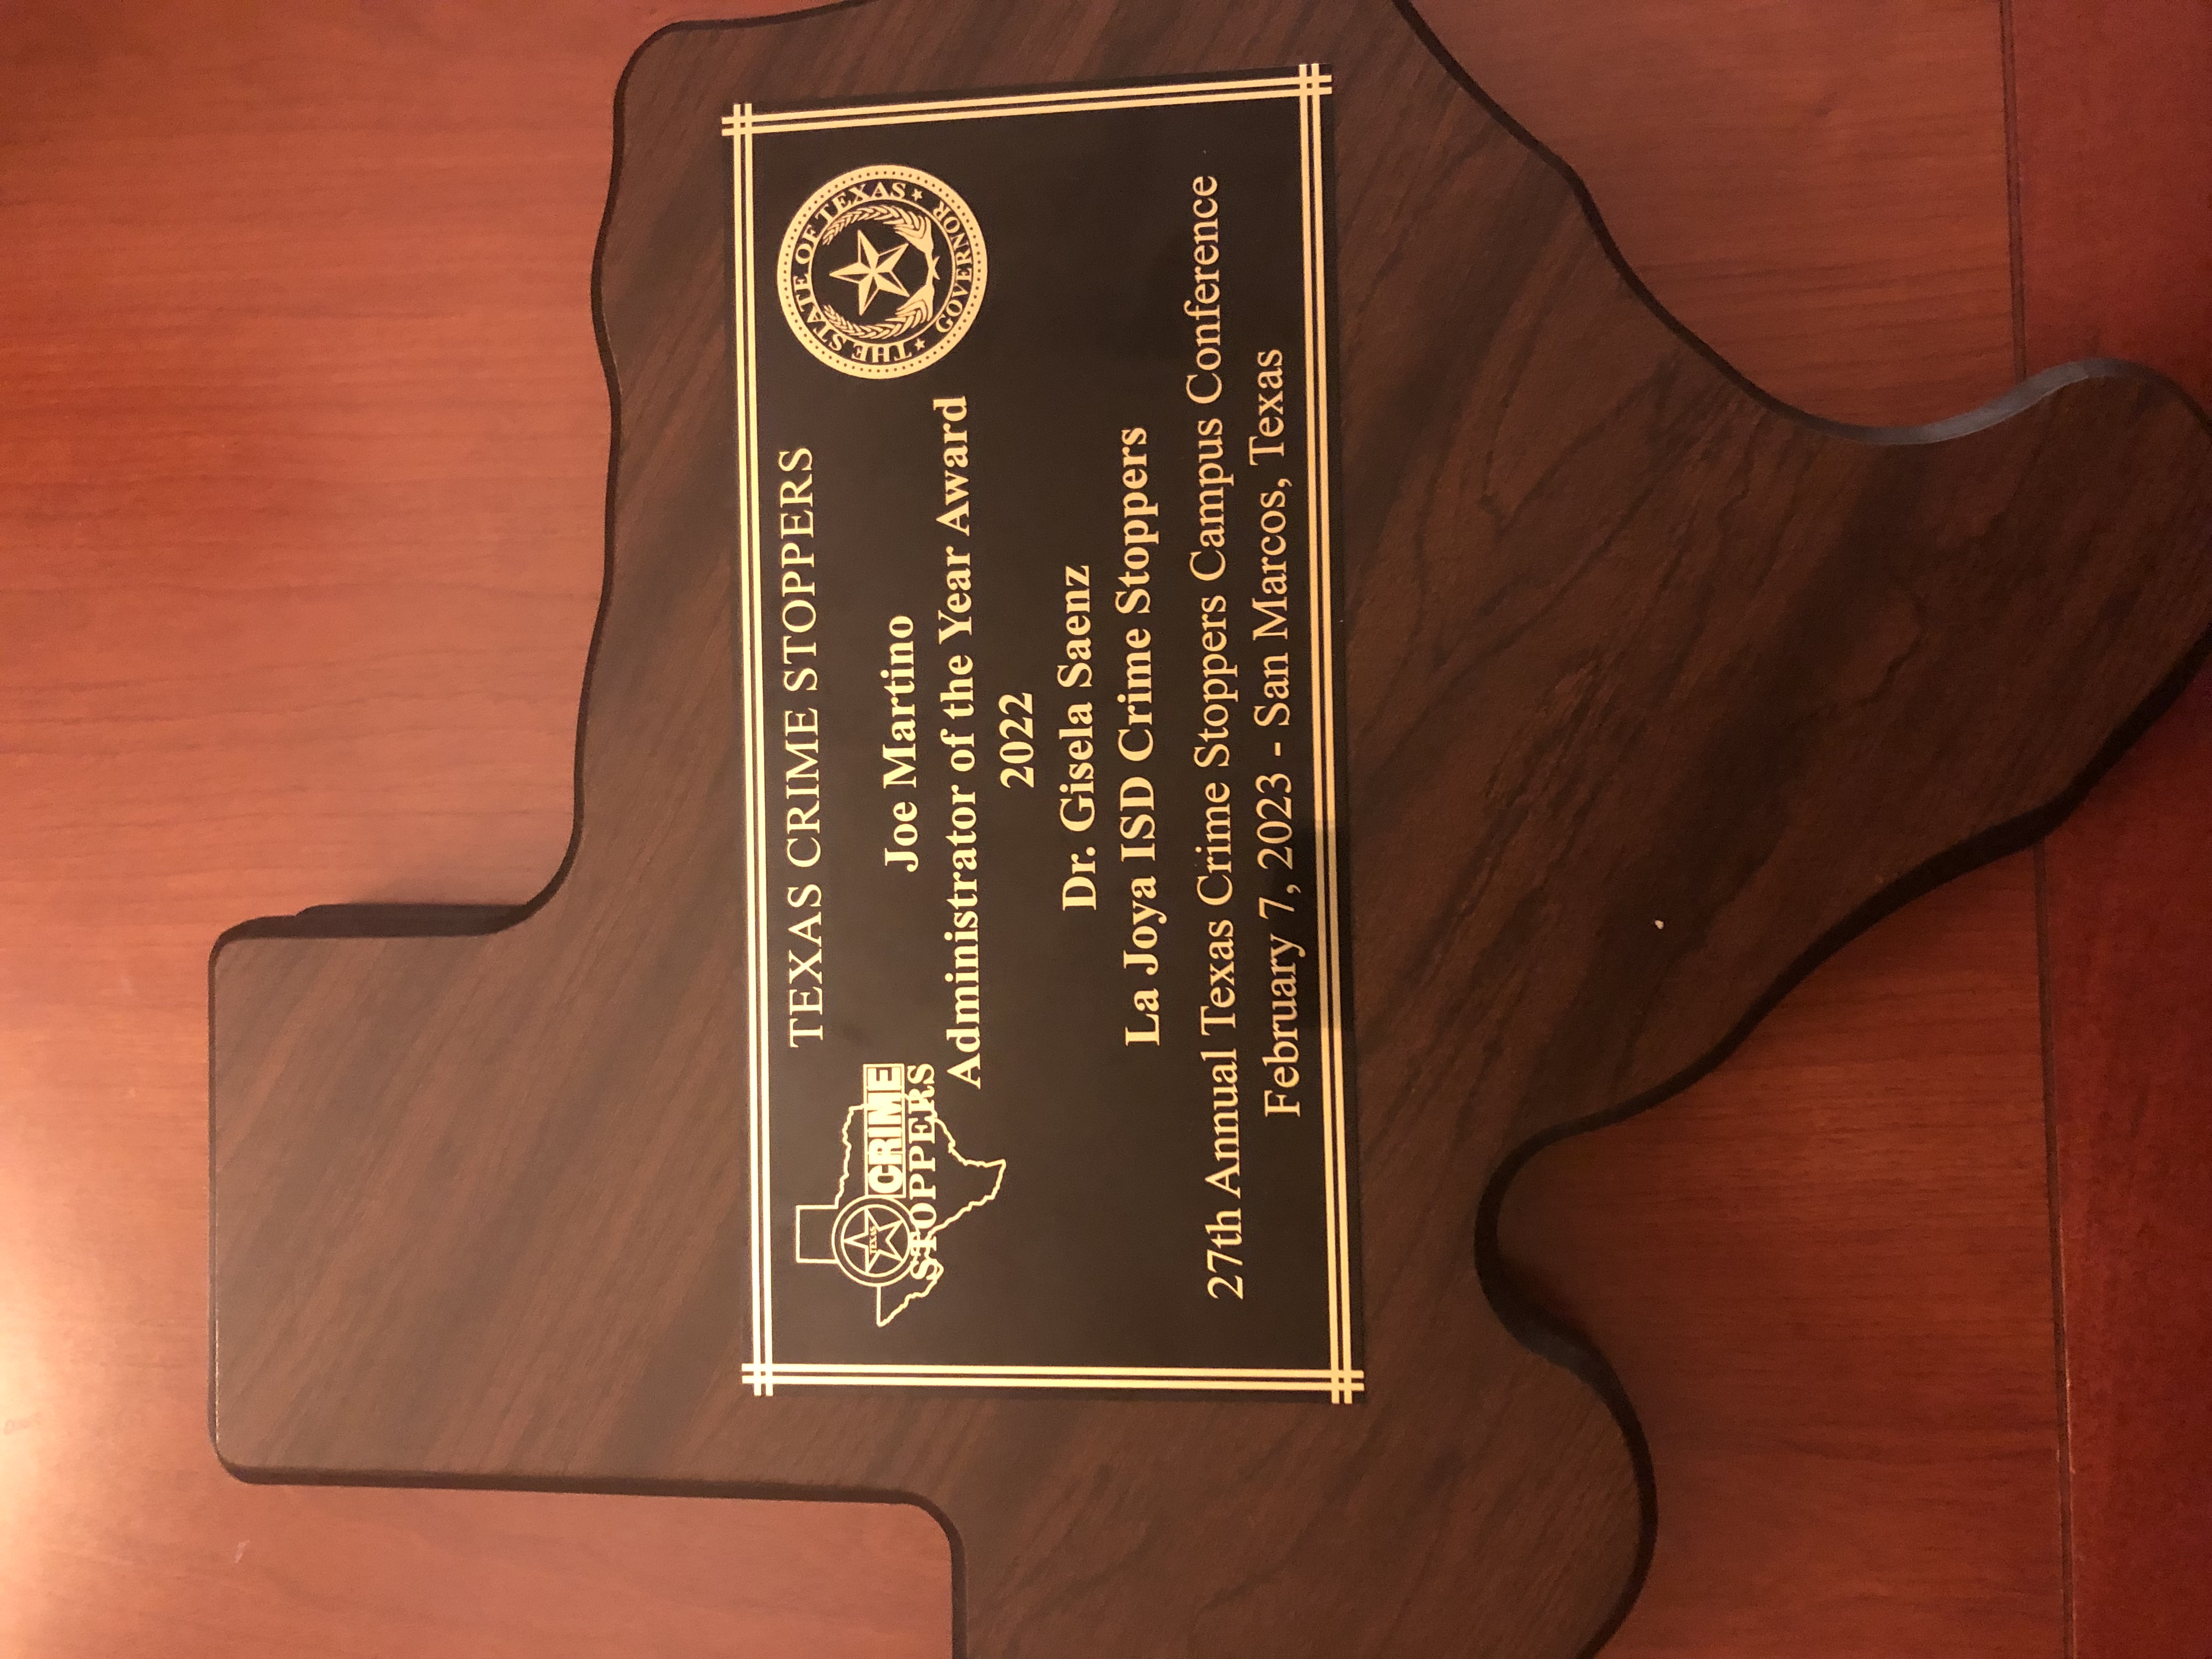 TEXAS CRIME STOPPERS
TEXAS
CRIME
STOPPERS
THE STATE OF TEXAS
GOVERNOR
Joe Martino
Administrator of the Year Award
2022
Dr. Gisela Saenz
La Joya ISD Crime Stoppers
27th Annual Texas Crime Stoppers Campus Conference
February 7, 2023 - San Marcos, Texas